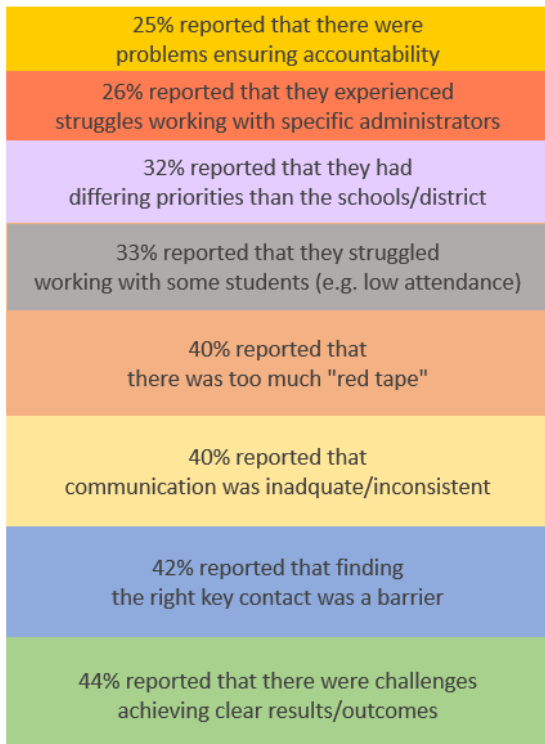 25% reported that there were
problems ensuring accountability
26% reported that they experienced
struggles working with specific administrators
32% reported that they had
differing priorities than the schools/district
33% reported that they struggled
working with some students (e.g. low attendance)
40% reported that
there was too much "red tape"
40% reported that
communication was inadquate/inconsistent
42% reported that finding
the right key contact was a barrier
44% reported that there were challenges
achieving clear results/outcomes